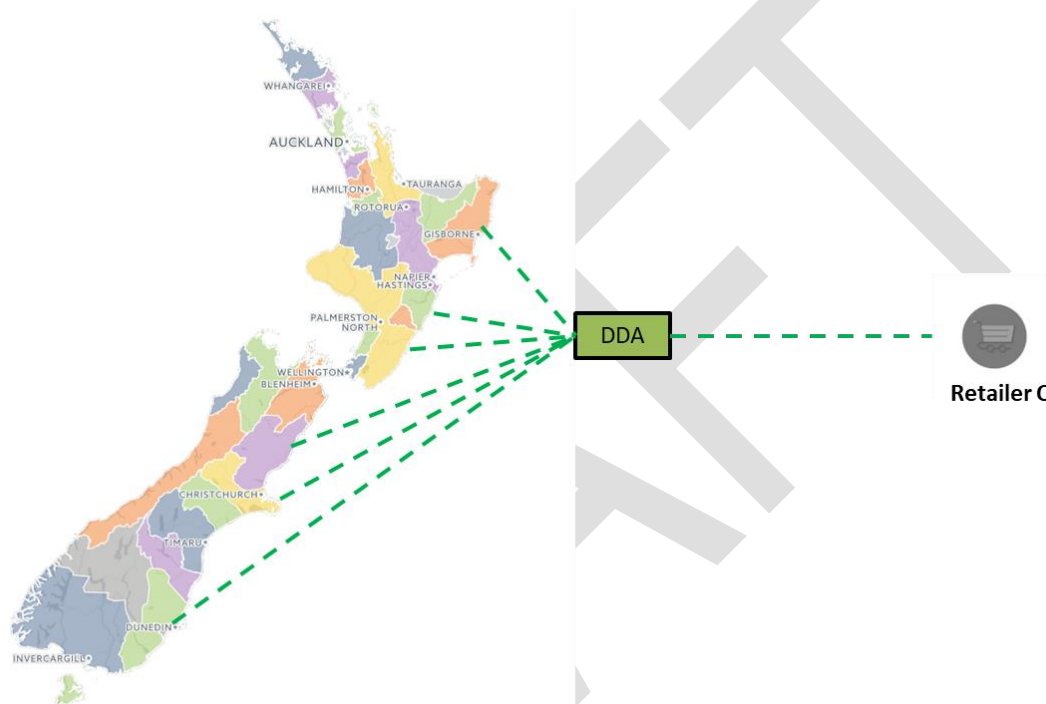 WHANGAREI
AUCKLAND
HAMILTON
TAURANGA
ROTORUA
GISBORNE
NAPIER
HASTINGS
PALMERSTON
NORTH
WELLINGTON
BLENHEIM
CHRISTCHURCH
TIMARU
DUNEDIN
INVERCARGILL
DDA
Retailer